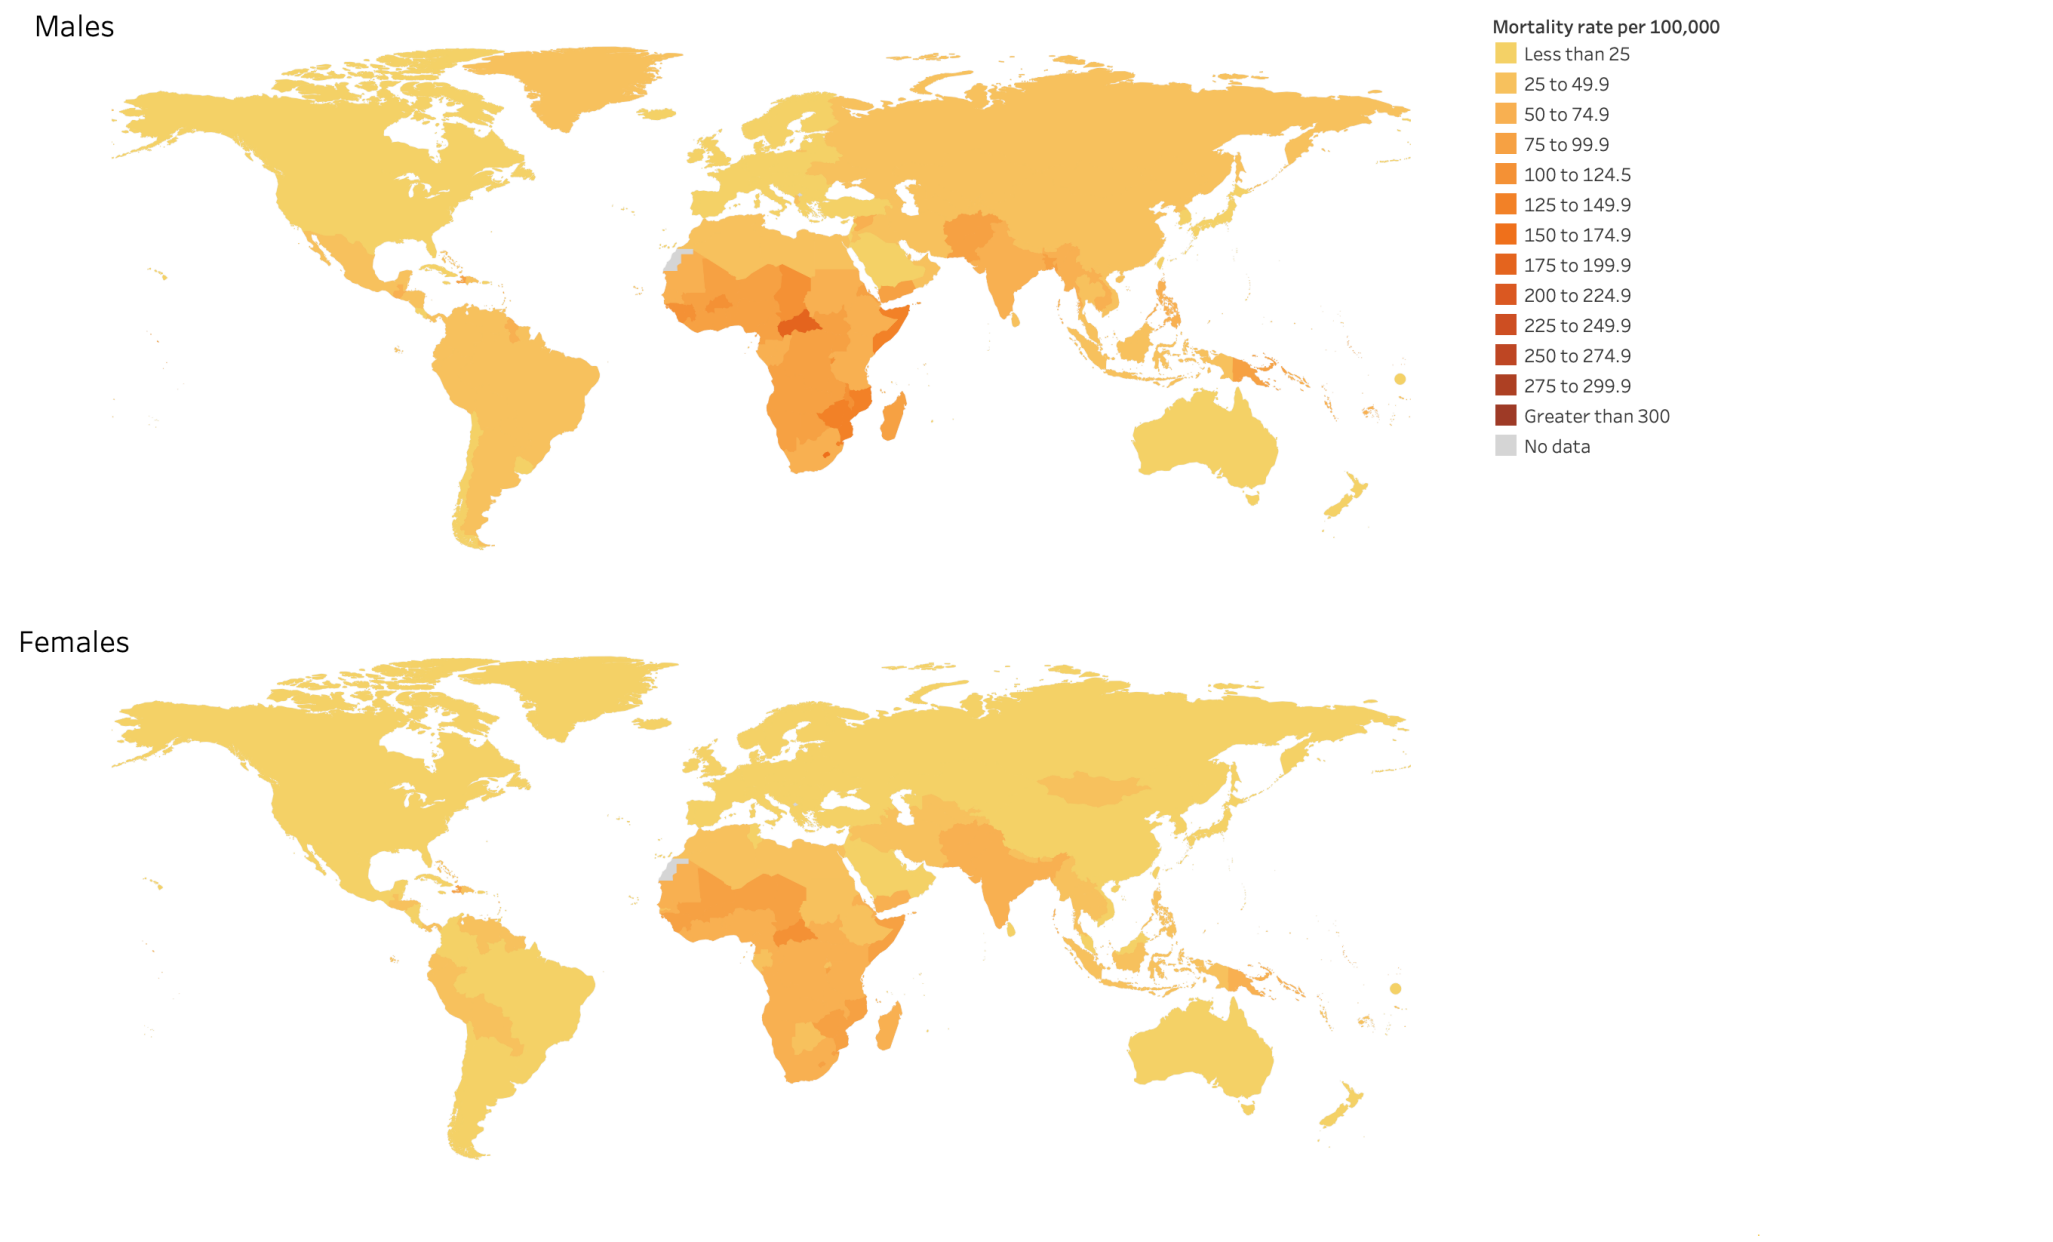 Males
Mortality rate per 100,000
Less than 25
25 to 49.9
50 to 74.9
75 to 99.9
100 to 124.5
125 to 149.9
150 to 174.9
175 to 199.9
200 to 224.9
225 to 249.9
250 to 274.9
275 to 299.9
Greater than 300
No data
Females